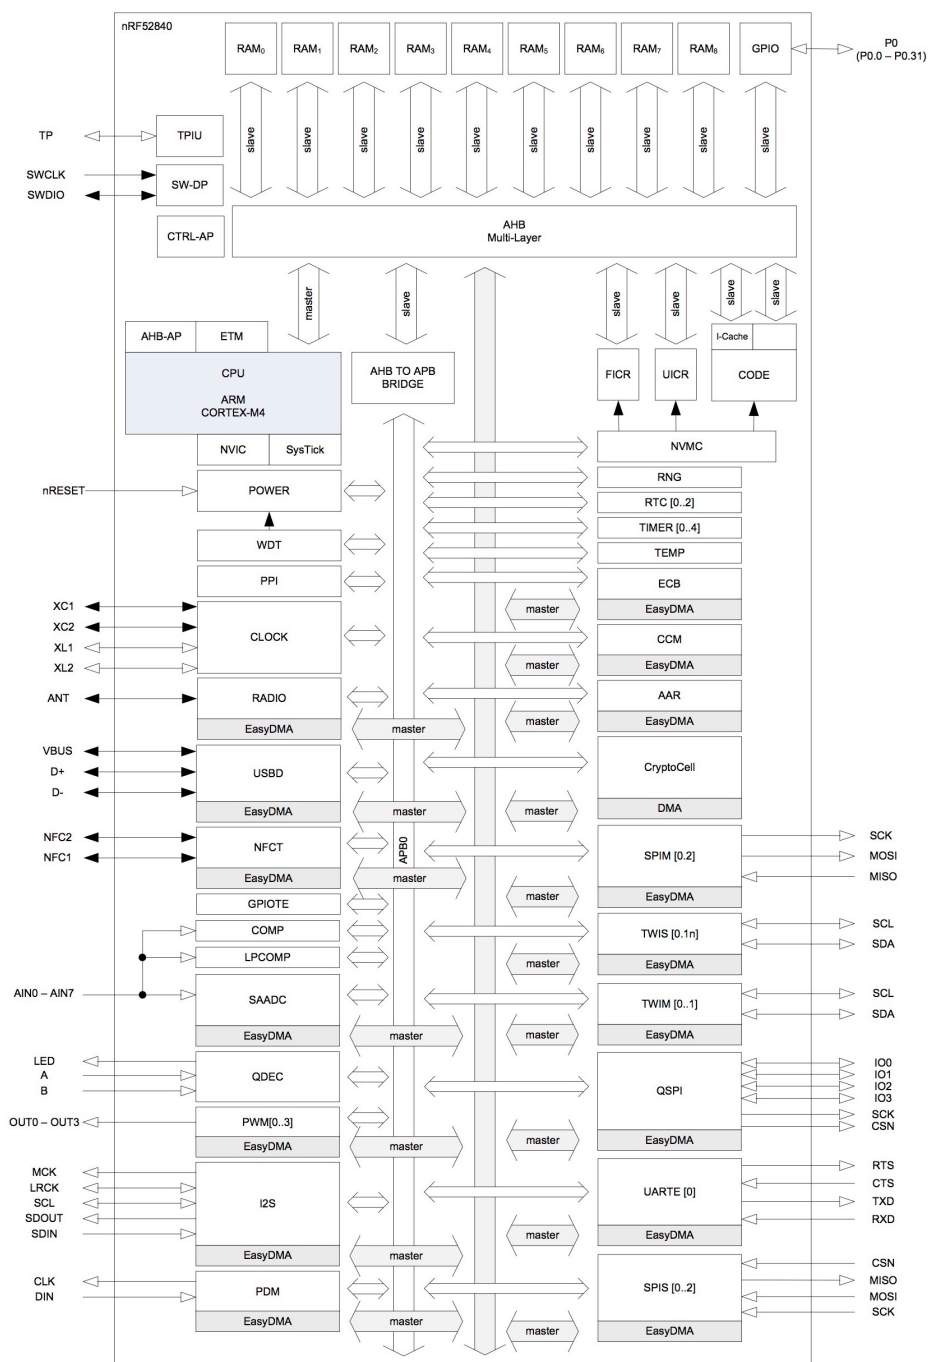 nRF52840
RAM0 RAM1 RAM2 RAM3 RAM4 RAM5 RAM6 RAM7 RAM8 GPIO
P0
(P0.0 – P0.31)
slave slave slave slave slave slave slave slave slave slave
TP
TPIU
SWCLK
SWDIO
SW-DP
CTRL-AP
AHB
Multi-Layer
master slave slave slave slave slave
AHB-AP ETM
CPU
ARM
CORTEX-M4
NVIC SysTick
AHB TO APB
BRIDGE
FICR
UICR
I-Cache
CODE
NVMC
nRESET
POWER
WDT
PPI
XC1
XC2
XL1
XL2
CLOCK
ANT
RADIO
EasyDMA
master
VBUS
D+
D-
USBD
EasyDMA
master
NFC2
NFC1
NFCT
EasyDMA
master
APB0
GPIOTE
COMP
LPCOMP
AIN0 – AIN7
SAADC
EasyDMA
master
LED
A
B
QDEC
OUT0 – OUT3
PWM[0..3]
EasyDMA
master
MCK
LRCK
SCL
SDOUT
SDIN
I2S
EasyDMA
master
CLK
DIN
PDM
EasyDMA
master
RNG
RTC [0..2]
TIMER [0..4]
TEMP
ECB
master
EasyDMA
CCM
master
EasyDMA
AAR
master
EasyDMA
CryptoCell
master
DMA
SPIM [0.2]
master
EasyDMA
SCK
MOSI
MISO
TWIS [0.1n]
master
EasyDMA
SCL
SDA
TWIM [0..1]
master
EasyDMA
SCL
SDA
QSPI
master
EasyDMA
IO0
IO1
IO2
IO3
SCK
CSN
UARTE [0]
master
EasyDMA
RTS
CTS
TXD
RXD
SPIS [0..2]
master
EasyDMA
CSN
MISO
MOSI
SCK